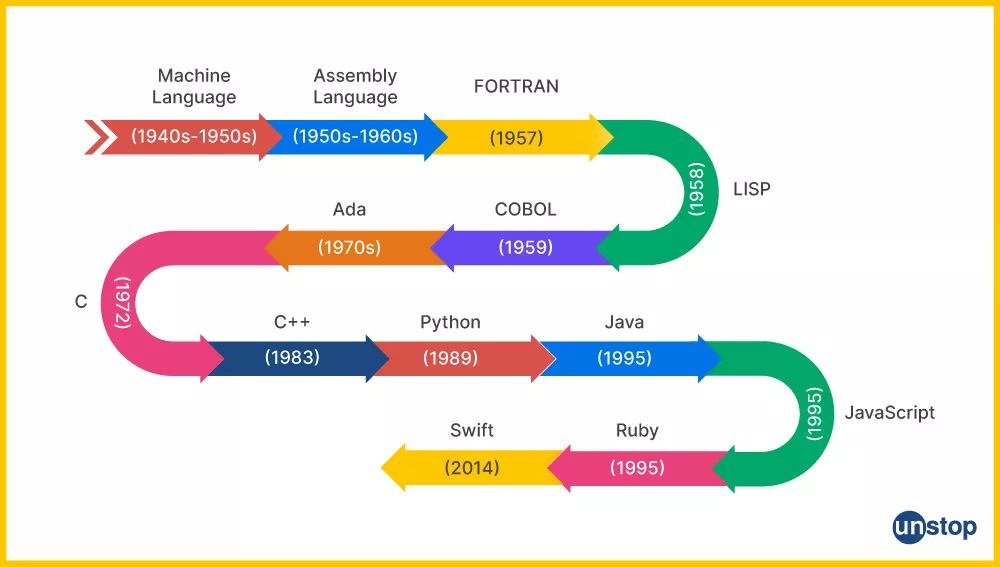 Machine
Language
(1940s-1950s)
Assembly
Language
(1950s-1960s)
FORTRAN
(1957)
LISP
(1958)
COBOL
(1959)
Ada
(1970s)
C
(1972)
C++
(1983)
Python
(1989)
Java
(1995)
JavaScript
(1995)
Ruby
(1995)
Swift
(2014)
unstop